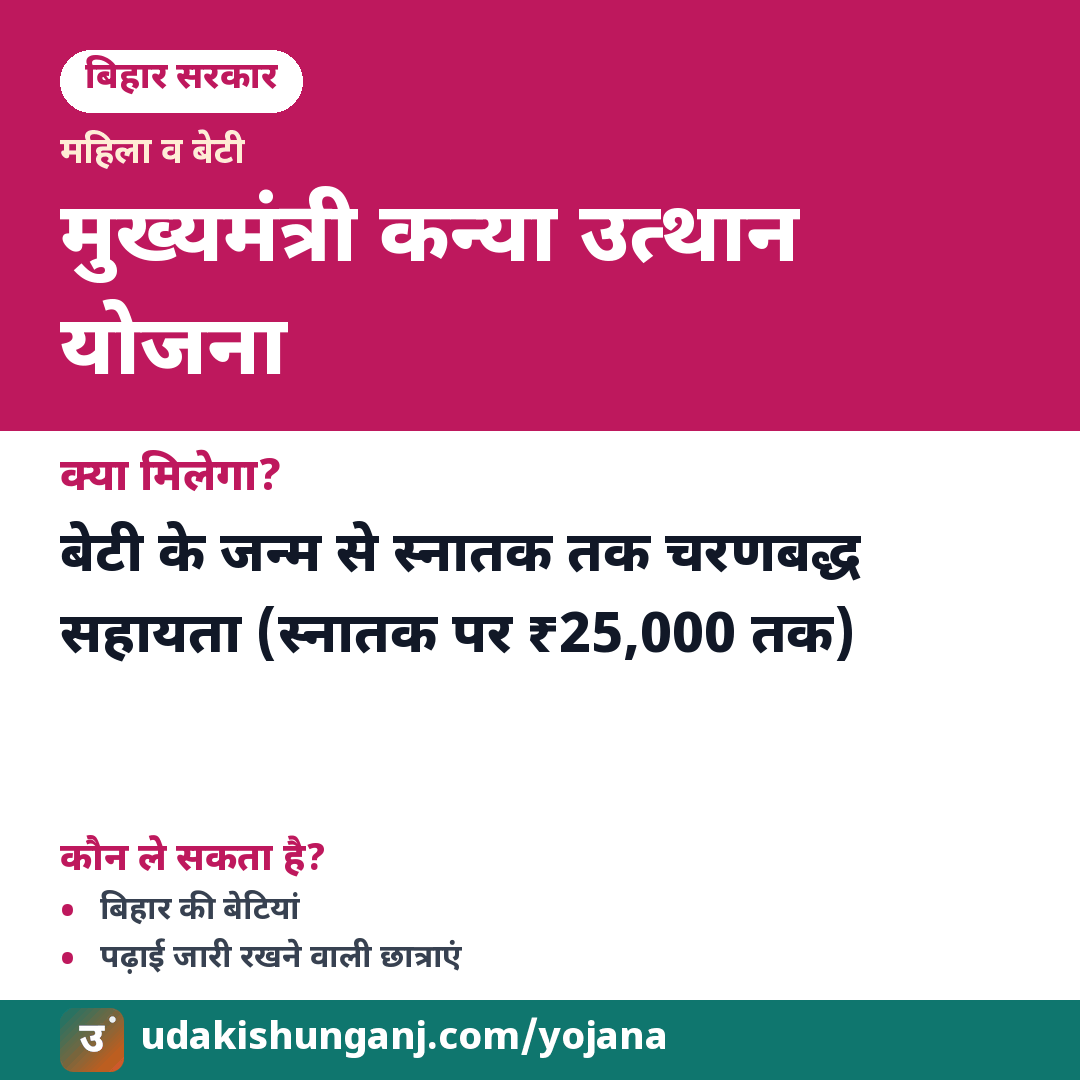 बिहार सरकार
महिला व बेटी
मुख्यमंत्री कन्या उत्थान
योजना
क्या मिलेगा?
बेटी के जन्म से स्नातक तक चरणबद्ध
सहायता (स्नातक पर ₹25,000 तक)
कौन ले सकता है?
• बिहार की बेटियां
• पढ़ाई जारी रखने वाली छात्राएं
उं udakishunganj.com/yojana